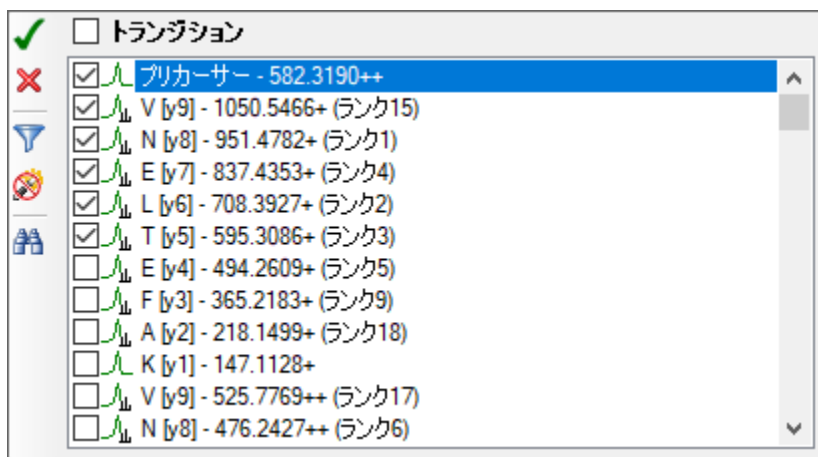 トランジション
プリカーサー - 582.3190++
V [y9] - 1050.5466+ (ランク15)
N [y8] - 951.4782+ (ランク1)
E [y7] - 837.4353+ (ランク4)
L [y6] - 708.3927+ (ランク2)
T [y5] - 595.3086+ (ランク3)
E [y4] - 494.2609+ (ランク5)
F [y3] - 365.2183+ (ランク9)
A [y2] - 218.1499+ (ランク18)
K [y1] - 147.1128+
V [y9] - 525.7769++ (ランク17)
N [y8] - 476.2427++ (ランク6)